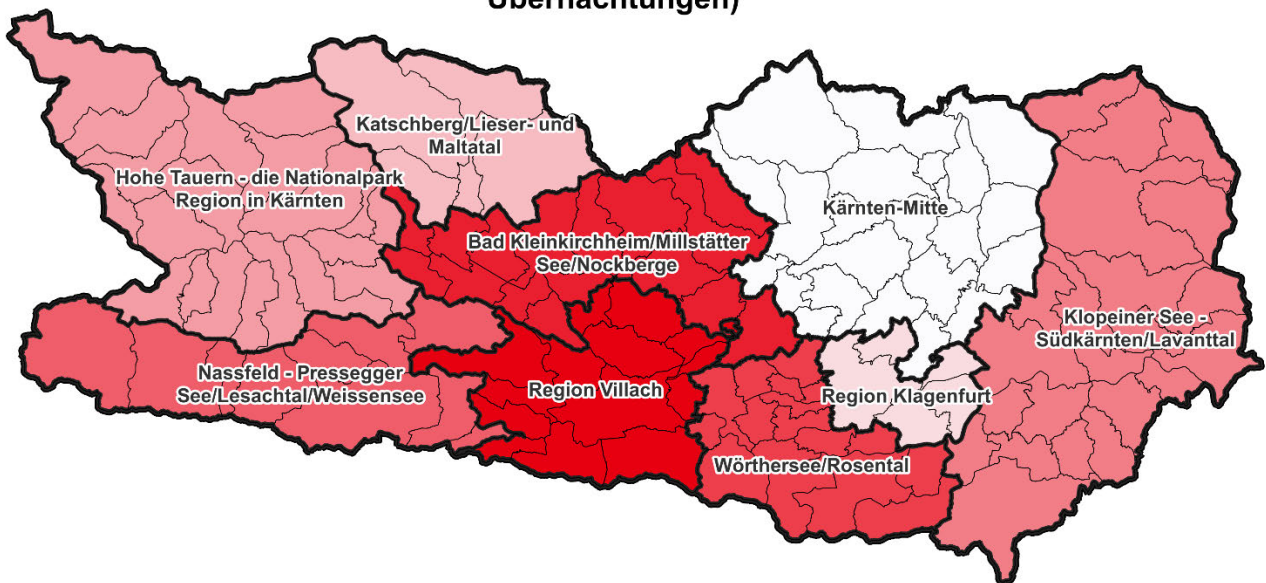 Übernachtungen)
Katschberg/Lieser- und
Maltatal
Hohe Tauern - die Nationalpark
Region in Kärnten
Kärnten-Mitte
Bad Kleinkirchheim/Millstätter
See/Nockberge
Klopeiner See -
Südkärnten/Lavanttal
Nassfeld - Pressegger
See/Lesachtal/Weissensee
Region Villach
Region Klagenfurt
Wörthersee/Rosental